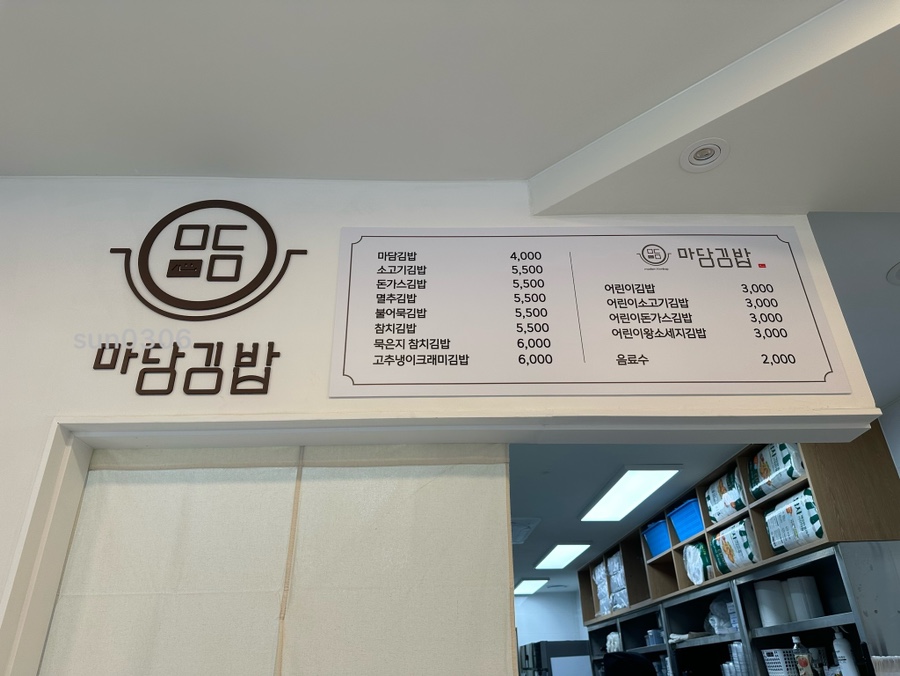 sun0306
마담김밥
마담김밥 4,000
소고기김밥 5,500
돈가스김밥 5,500
멸추김밥 5,500
불어묵김밥 5,500
참치김밥 5,500
묵은지 참치김밥 6,000
고추냉이크래미김밥 6,000
마담김밥
어린이김밥 3,000
어린이소고기김밥 3,000
어린이돈가스김밥 3,000
어린이왕소세지김밥 3,000
음료수 2,000